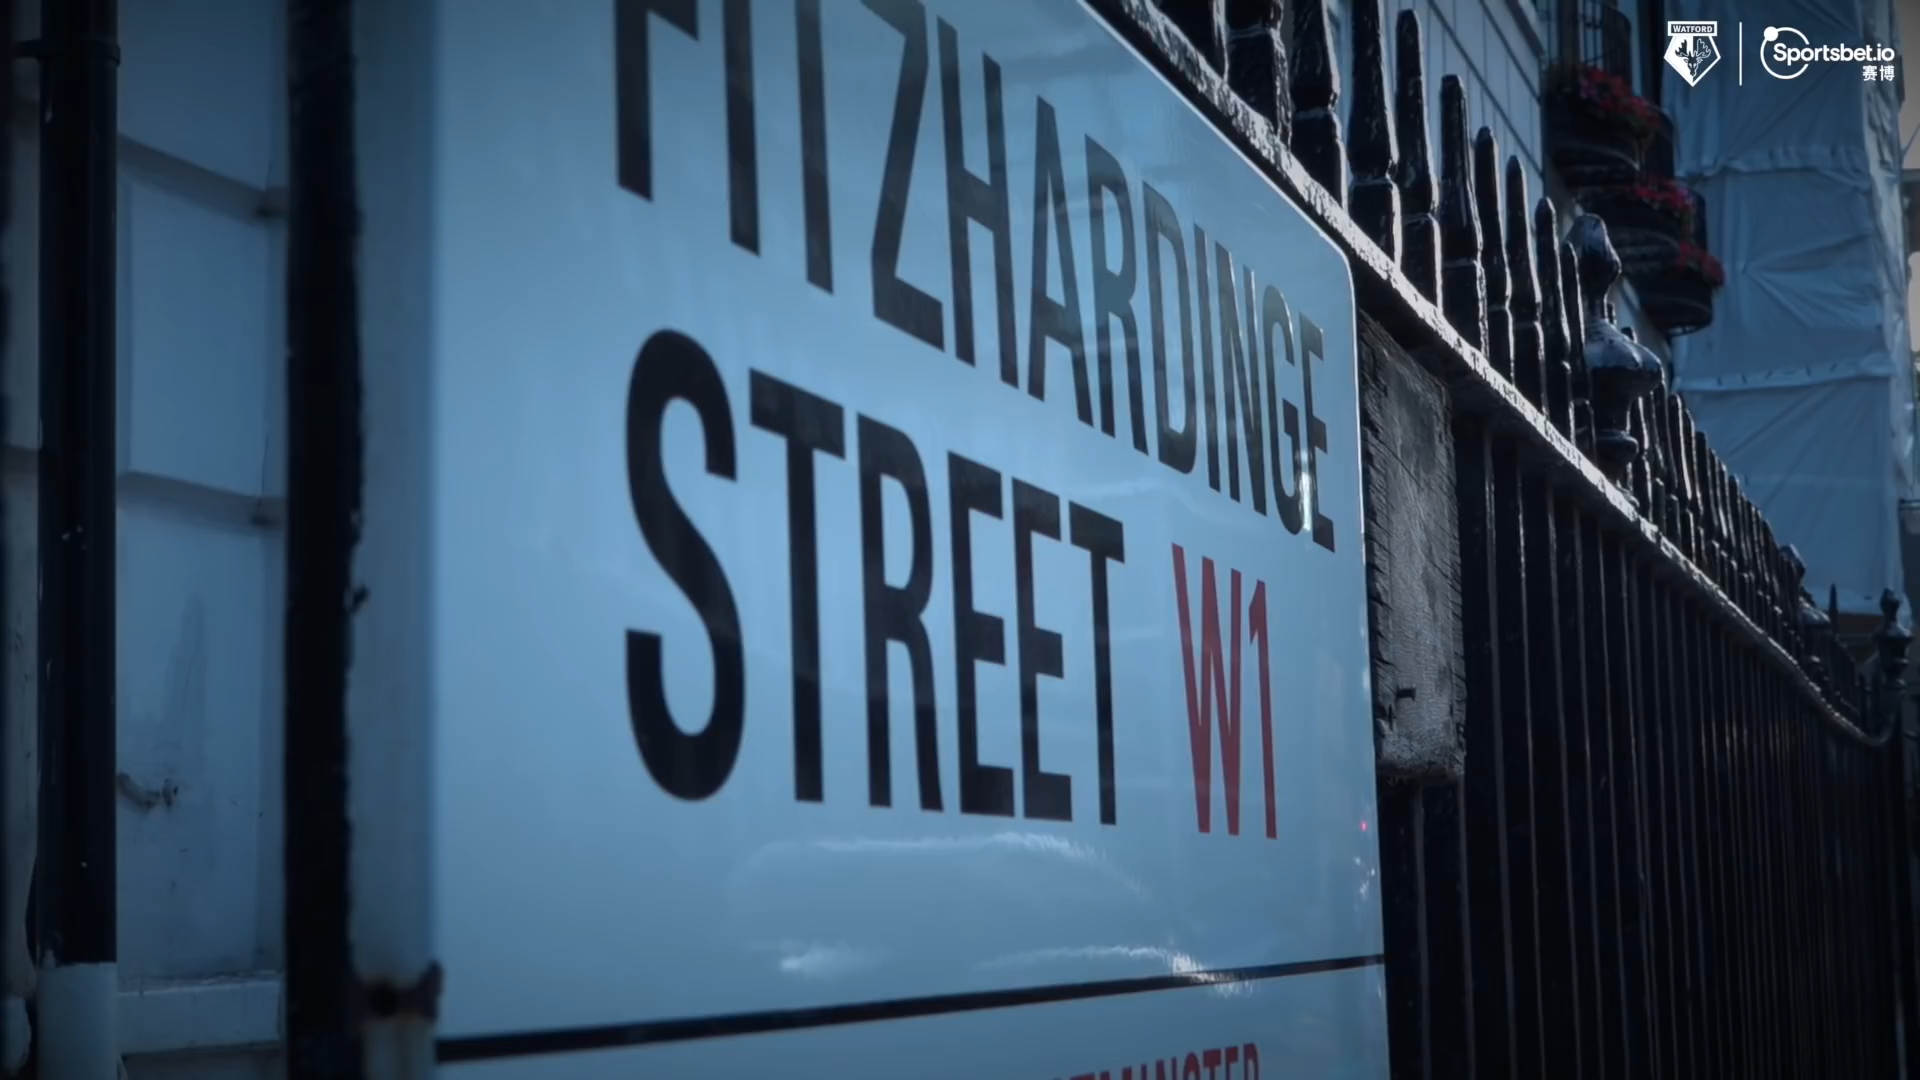 WATFORD
Sportsbet.io
赛博
FITZHARDINGE
STREET W1